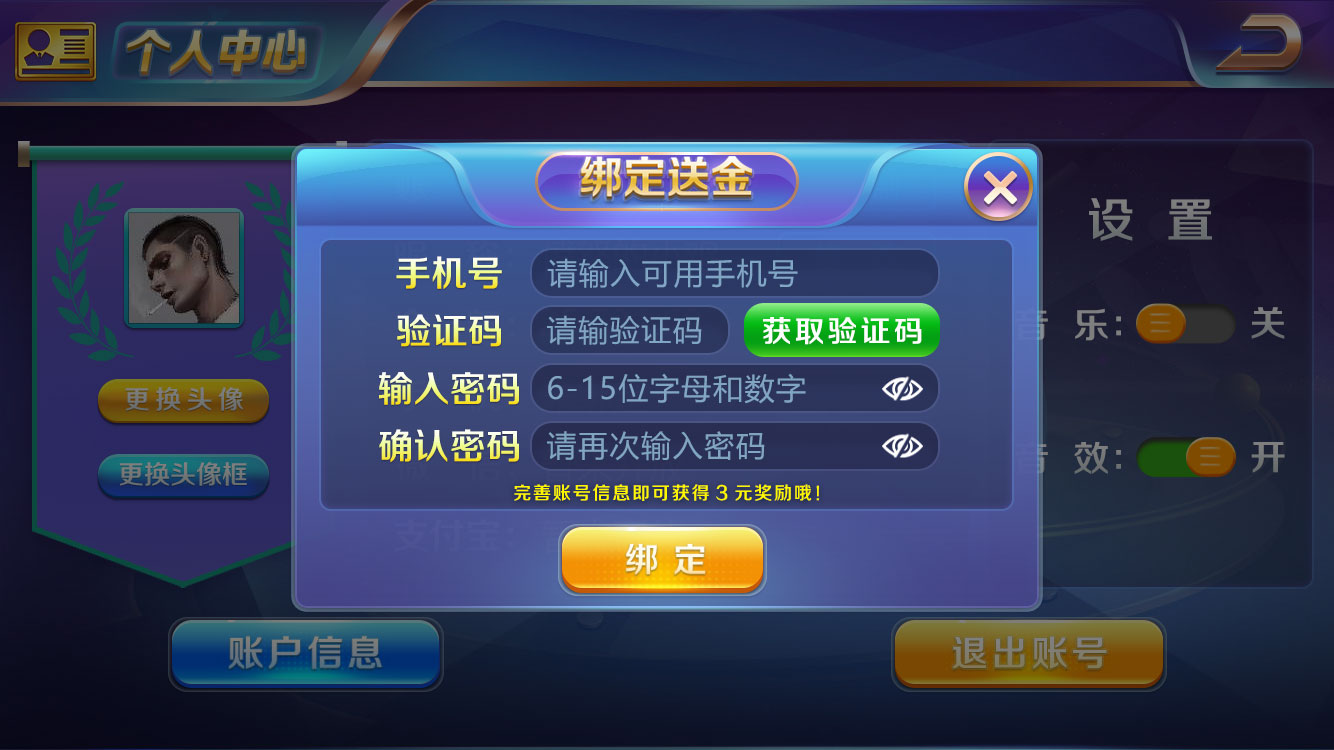 个人中心
绑定送金
手机号 请输入可用手机号
验证码 请输验证码 获取验证码
输入密码 6-15位字母和数字
确认密码 请再次输入密码
完善账号信息即可获得3元奖励哦!
绑定
更换头像
更换头像框
设置
音乐: 关
音效: 开
支付宝:
账户信息
退出账号